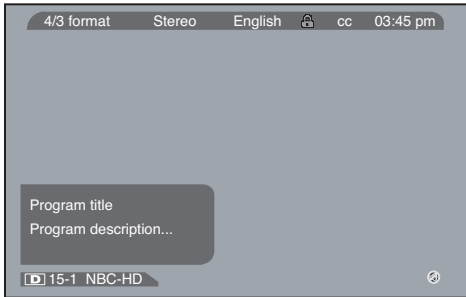 4/3 format Stereo English cc 03:45 pm
Program title
Program description...
D 15-1 NBC-HD